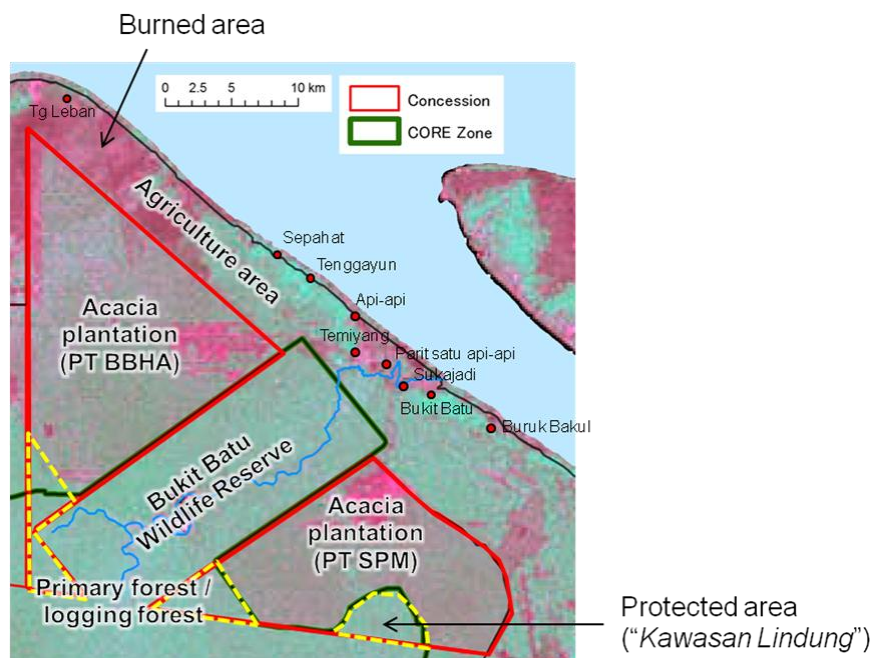 Burned area
0 2.5 5 10 km
Concession
CORE Zone
Tg Leban
Agriculture area
Sepahat
Tenggayun
Api-api
Acacia
plantation
(PT BBHA)
Temiyang
Parit satu api-api
Sukajadi
Bukit Batu
Buruk Bakul
Bukit Batu
Wildlife Reserve
Acacia
plantation
(PT SPM)
Primary forest /
logging forest
Protected area
(“Kawasan Lindung”)